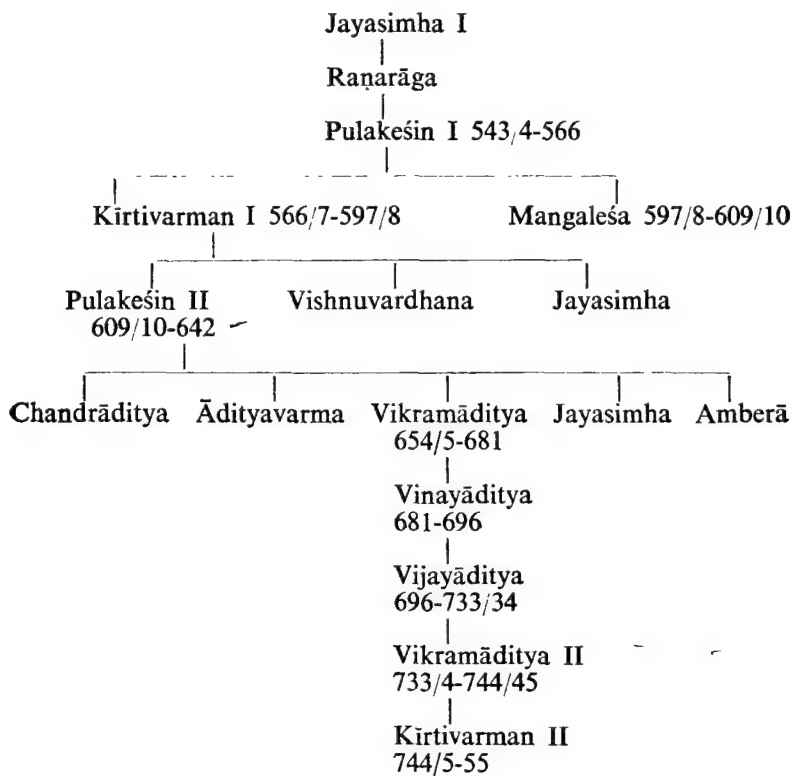 Jayasimha I
Raṇarāga
Pulakeśin I 543/4-566
Kīrtivarman I 566/7-597/8 Mangaleśa 597/8-609/10
Pulakeśin II Vishnuvardhana Jayasimha
609/10-642
Chandrāditya Ādityavarma Vikramāditya Jayasimha Amberā
654/5-681
Vinayāditya
681-696
Vijayāditya
696-733/34
Vikramāditya II
733/4-744/45
Kīrtivarman II
744/5-55